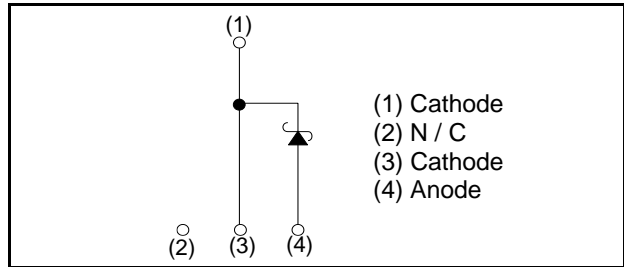 (1)
(1) Cathode
(2) N / C
(3) Cathode
(4) Anode
(2) (3) (4)